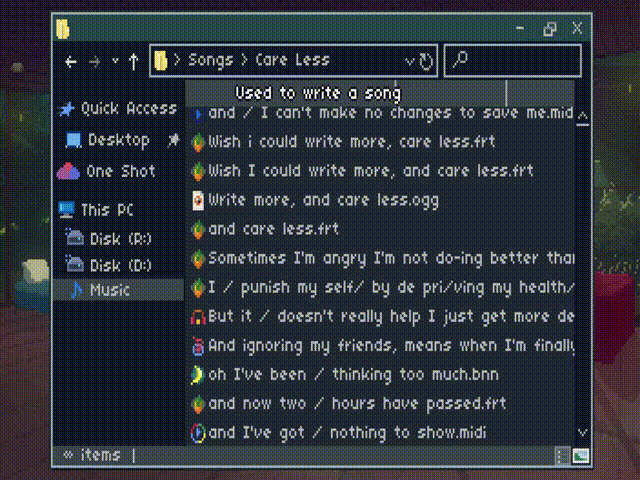 Songs > Care Less
Used to write a song
Quick Access
Desktop
One Shot
This PC
Disk (R:)
Disk (D:)
Music
and / I can't make no changes to save me.mid
Wish i could write more, care less.frt
Wish I could write more, and care less.frt
Write more, and care less.ogg
and care less.frt
Sometimes I'm angry I'm not do-ing better than
I / punish my self/ by de pri/ving my health/
But it / doesn't really help I just get more de
And ignoring my friends, means when I'm finally
oh I've been / thinking too much.bnn
and now two / hours have passed.frt
and I've got / nothing to show.midi
∞ items |